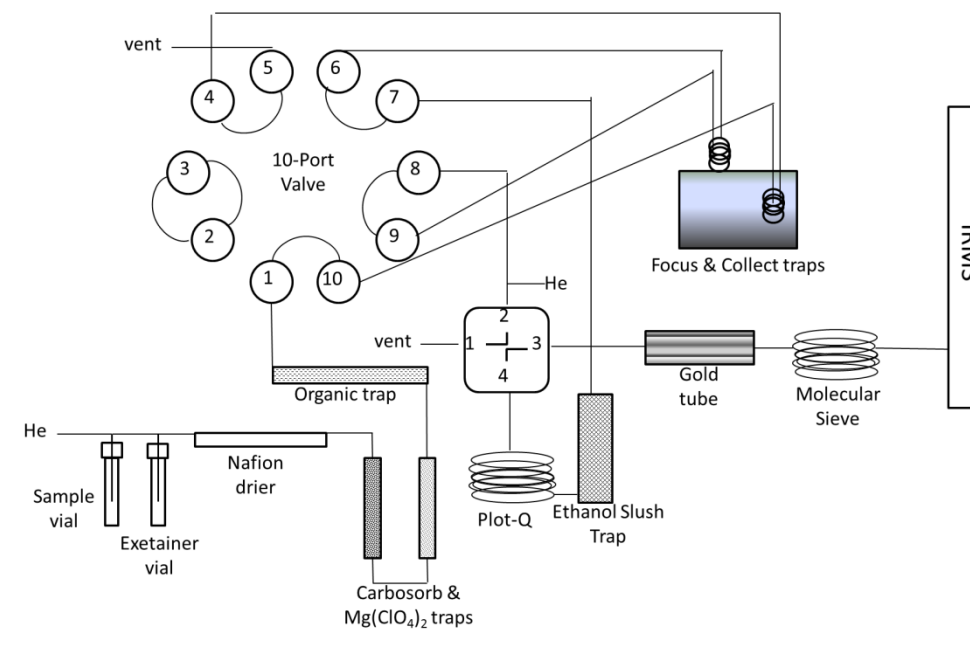 vent
4
5
6
7
10-Port
Valve
3
2
8
9
1
10
Focus & Collect traps
He
vent
2
1
3
4
Gold
tube
Molecular
Sieve
Organic trap
He
Nafion
drier
Sample
vial
Exetainer
vial
Plot-Q
Ethanol Slush
Trap
Carbosorb &
Mg(ClO₄)₂ traps